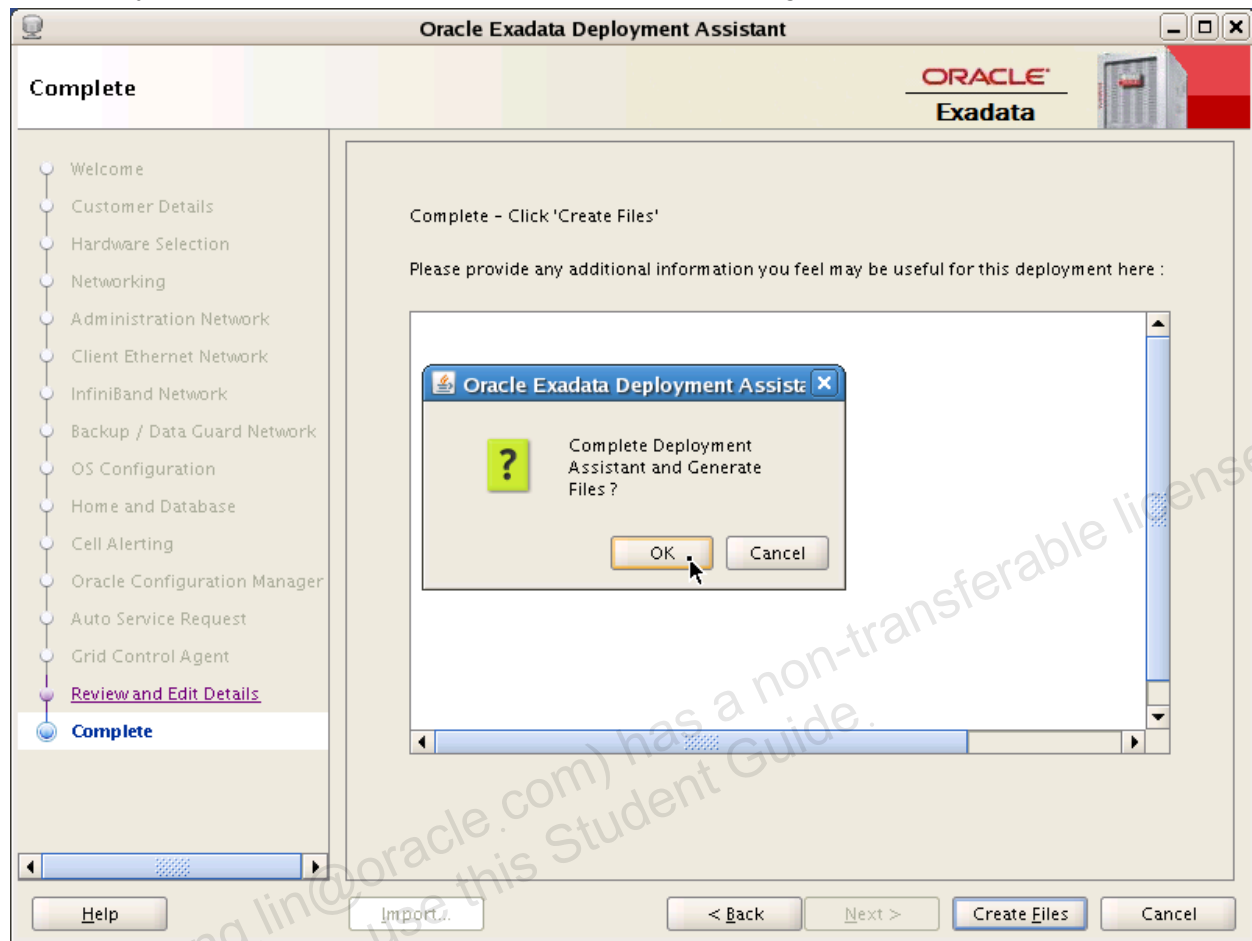 Oracle Exadata Deployment Assistant
Complete
ORACLE
Exadata
Welcome
Customer Details
Hardware Selection
Networking
Administration Network
Client Ethernet Network
InfiniBand Network
Backup / Data Guard Network
OS Configuration
Home and Database
Cell Alerting
Oracle Configuration Manager
Auto Service Request
Grid Control Agent
Review and Edit Details
Complete
Complete - Click 'Create Files'
Please provide any additional information you feel may be useful for this deployment here :
Oracle Exadata Deployment Assista
?
Complete Deployment
Assistant and Generate
Files ?
OK
Cancel
lin@oracle.com) has a non-transferable license
use this Student Guide.
Help
Import...
< Back
Next >
Create Files
Cancel